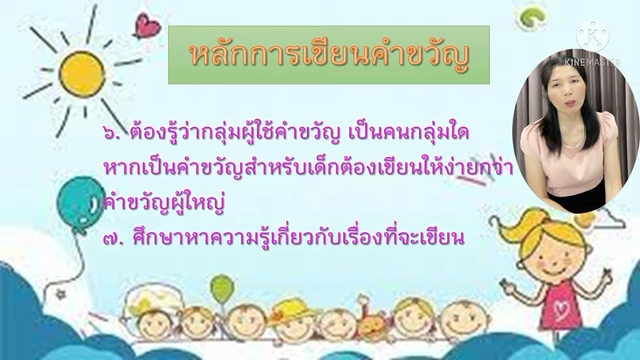 หลักการเขียนคำขวัญ
KINEMASTER
๖. ต้องรู้ว่ากลุ่มผู้ใช้คำขวัญ เป็นคนกลุ่มใด
หากเป็นคำขวัญสำหรับเด็กต้องเขียนให้ง่ายกว่า
คำขวัญผู้ใหญ่
๗. ศึกษาหาความรู้เกี่ยวกับเรื่องที่จะเขียน